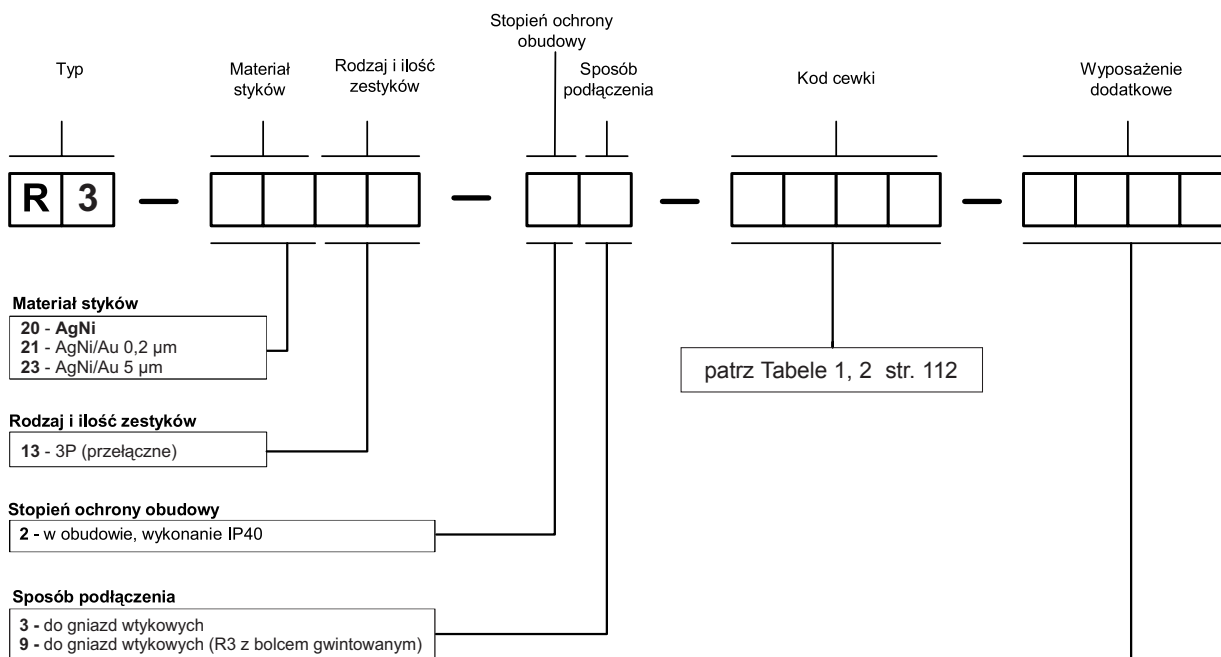 Stopień ochrony
obudowy
Typ
Materiał
styków
Rodzaj i ilość
zestyków
Sposób
podłączenia
Kod cewki
Wyposażenie
dodatkowe
R 3 — — — —
Materiał styków
20 - AgNi
21 - AgNi/Au 0,2 µm
23 - AgNi/Au 5 µm
patrz Tabele 1, 2 str. 112
Rodzaj i ilość zestyków
13 - 3P (przełączne)
Stopień ochrony obudowy
2 - w obudowie, wykonanie IP40
Sposób podłączenia
3 - do gniazd wtykowych
9 - do gniazd wtykowych (R3 z bolcem gwintowanym)